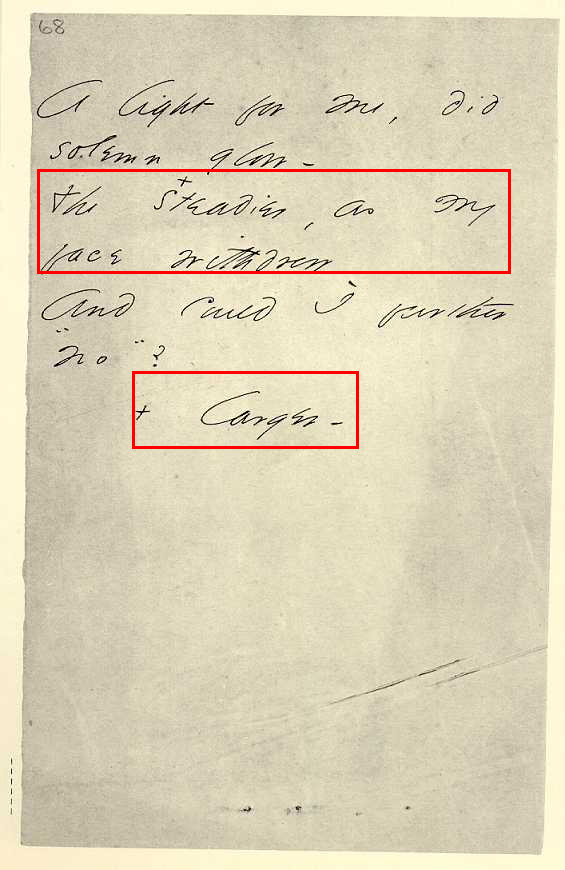 68
A light for me, did
solemn glow –
+
The steadier, as my
face withdrew
And could I further
"No"?
+ larger –